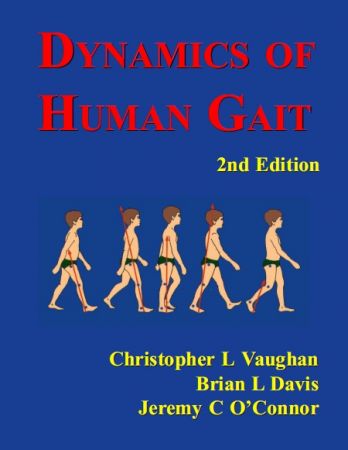 DYNAMICS OF
HUMAN GAIT
2nd Edition
Christopher L Vaughan
Brian L Davis
Jeremy C O’Connor